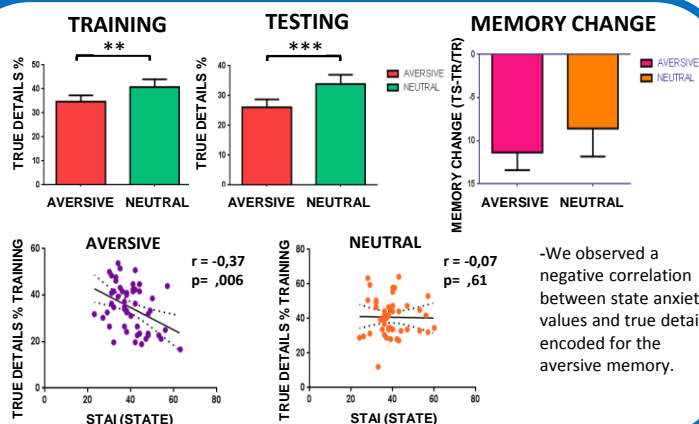 TRAINING
**
TRUE DETAILS %
50
40
30
20
10
0
AVERSIVE NEUTRAL
TESTING
***
TRUE DETAILS %
40
30
20
10
0
AVERSIVE NEUTRAL
AVERSIVE
NEUTRAL
MEMORY CHANGE
MEMORY CHANGE (TS-TR/TR)
0
-5
10
15
AVERSIVE NEUTRAL
AVERSIVE
NEUTRAL
AVERSIVE
r = -0,37
p= ,006
TRUE DETAILS % TRAINING
60
40
20
0
0 20 40 60 80
STAI (STATE)
NEUTRAL
r = -0,07
p= ,61
TRUE DETAILS % TRAINING
80
60
40
20
0
0 20 40 60 80
STAI (STATE)
-We observed a
negative correlation
between state anxiet
values and true detai
encoded for the
aversive memory.